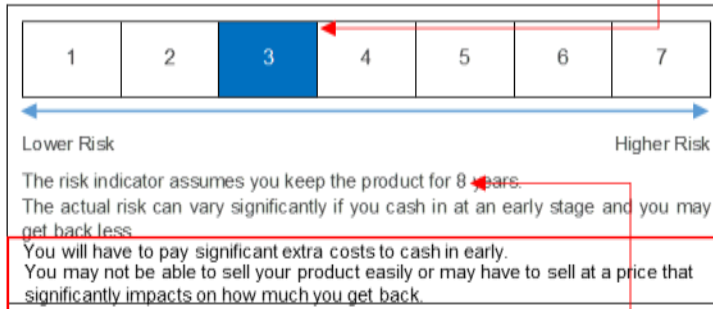 1 2 3 4 5 6 7
Lower Risk Higher Risk
The risk indicator assumes you keep the product for 8 years.
The actual risk can vary significantly if you cash in at an early stage and you may
get back less
You will have to pay significant extra costs to cash in early.
You may not be able to sell your product easily or may have to sell at a price that
significantly impacts on how much you get back.